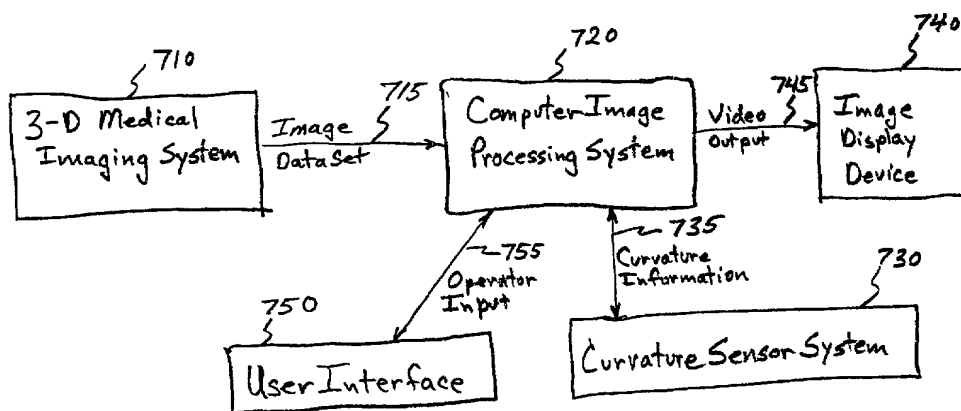 710
3-D Medical
Imaging System
715
Image
Data Set
720
Computer Image
Processing System
Video
Output
745
740
Image
Display
Device
755
Operator
Input
735
Curvature
Information
750
User Interface
730
Curvature Sensor System